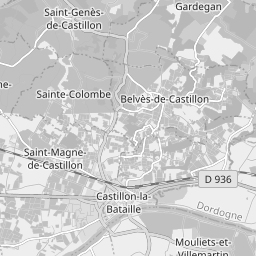 Gardegan
Saint-Genès-
de-Castillon
Sainte-Colombe
Belvès-de-Castillon
Saint-Magne-
de-Castillon
D 936
Castillon-la-
Bataille
Dordogne
Mouliets-et-
Villemartin